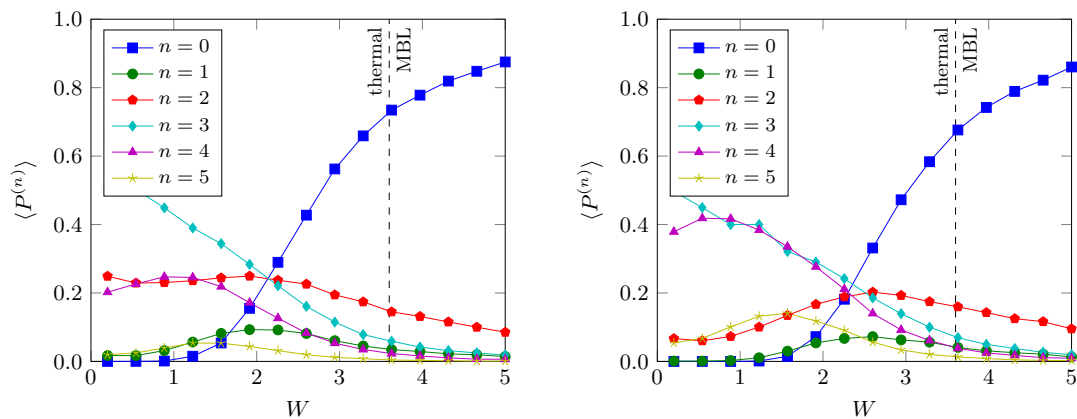 1.0
0.8
0.6
0.4
0.2
0.0
⟨P^{(n)}⟩
n = 0
n = 1
n = 2
n = 3
n = 4
n = 5
thermal
MBL
0 1 2 3 4 5
W
1.0
0.8
0.6
0.4
0.2
0.0
⟨P^{(n)}⟩
n = 0
n = 1
n = 2
n = 3
n = 4
n = 5
thermal
MBL
0 1 2 3 4 5
W